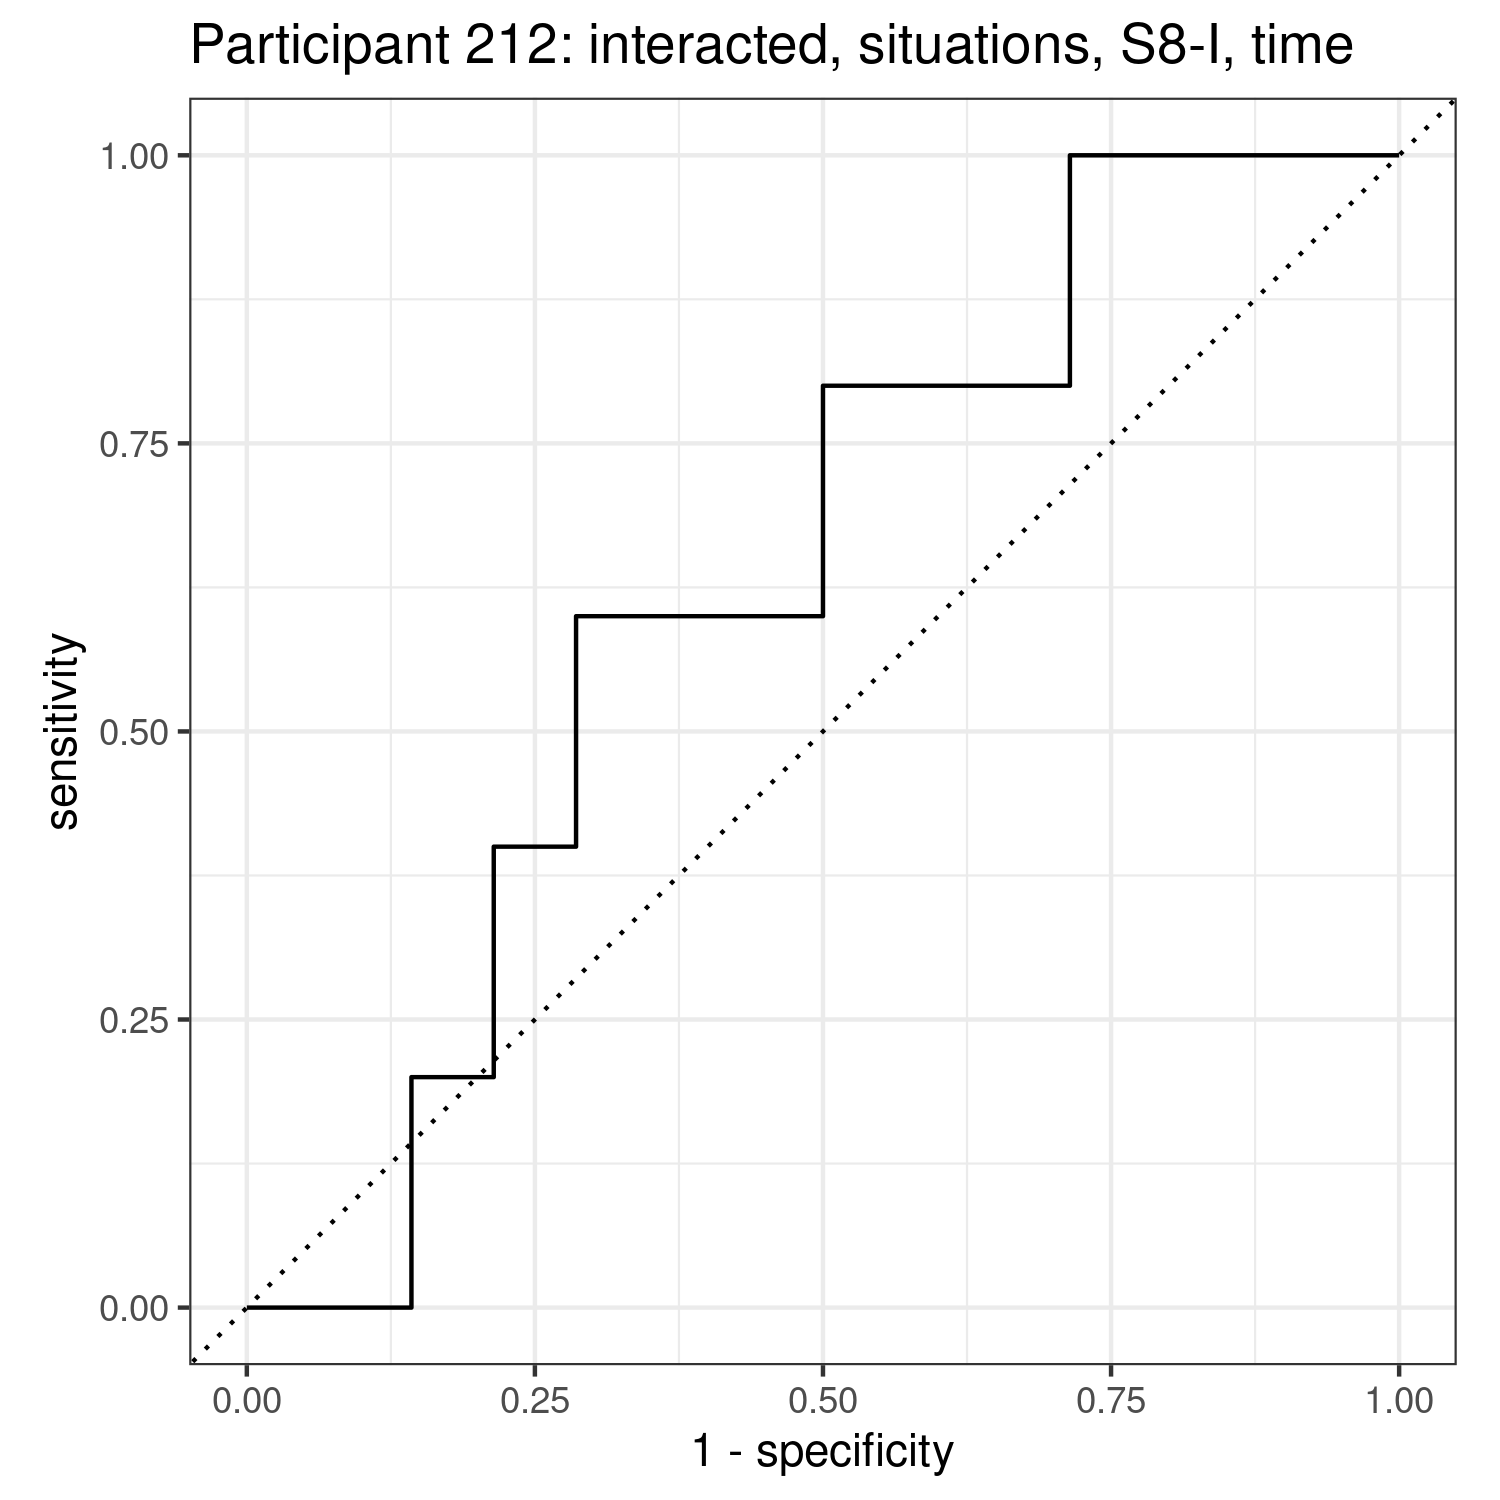 Participant 212: interacted, situations, S8-I, time
1.00
0.75
0.50
0.25
0.00
sensitivity
0.00 0.25 0.50 0.75 1.00
1 - specificity